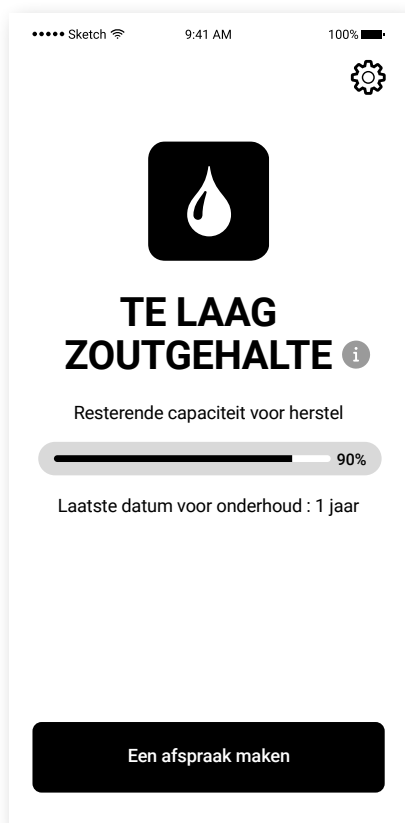 Sketch 9:41 AM 100%
TE LAAG
ZOUTGEHALTE i
Resterende capaciteit voor herstel
90%
Laatste datum voor onderhoud : 1 jaar
Een afspraak maken